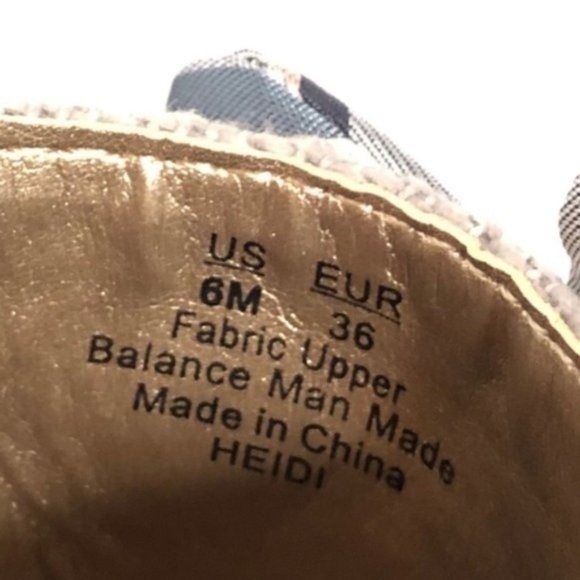 US EUR
6M 36
Fabric Upper
Balance Man Made
Made in China
HEIDI